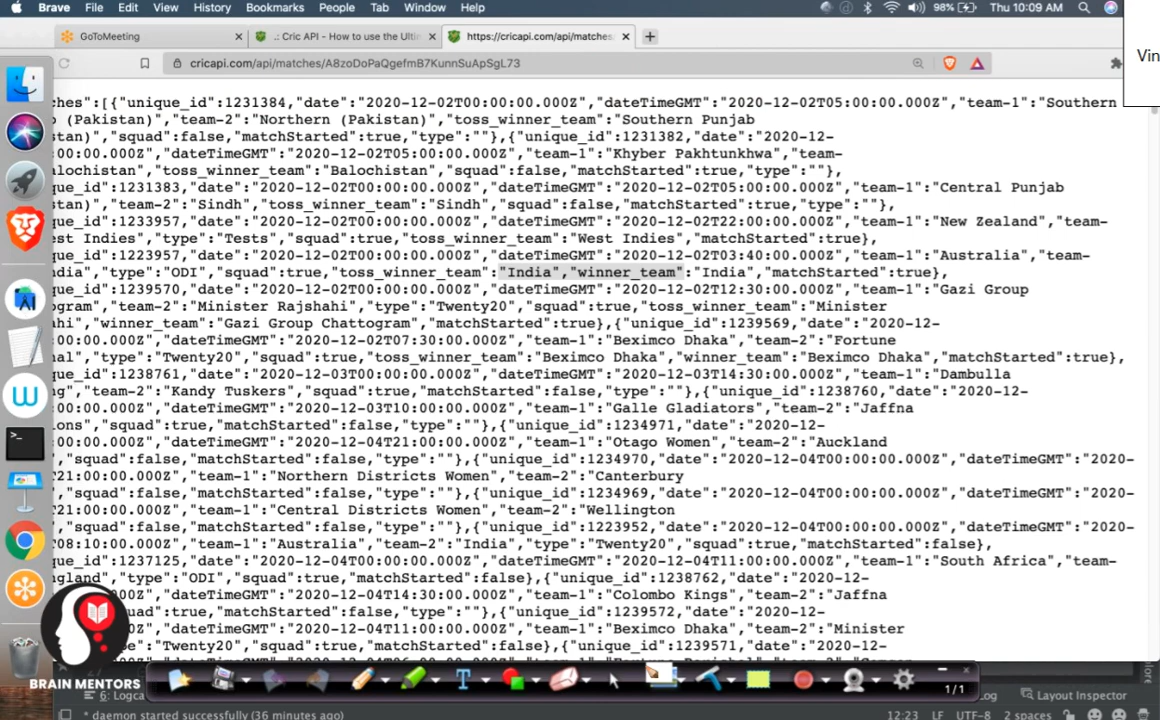 Brave File Edit View History Bookmarks People Tab Window Help 98% Thu 10:09 AM
GoToMeeting × .: Cric API - How to use the Ulti × https://cricapi.com/api/matches × +
Vin
cricapi.com/api/matches/A8zoDoPaQgefmB7KunnSuApSgL73
ches":[{"unique_id":1231384,"date":"2020-12-02T00:00:00.000Z","dateTimeGMT":"2020-12-02T05:00:00.000Z","team-1":"Southern
(Pakistan)","team-2":"Northern (Pakistan)","toss_winner_team":"Southern Punjab
stan)","squad":false,"matchStarted":true,"type":""},{"unique_id":1231382,"date":"2020-12-
:00:00.000Z","dateTimeGMT":"2020-12-02T05:00:00.000Z","team-1":"Khyber Pakhtunkhwa","team-
alochistan","toss_winner_team":"Balochistan","squad":false,"matchStarted":true,"type":""},
que_id":1231383,"date":"2020-12-02T00:00:00.000Z","dateTimeGMT":"2020-12-02T05:00:00.000Z","team-1":"Central Punjab
stan)","team-2":"Sindh","toss_winner_team":"Sindh","squad":false,"matchStarted":true,"type":""},
que_id":1233957,"date":"2020-12-02T00:00:00.000Z","dateTimeGMT":"2020-12-02T22:00:00.000Z","team-1":"New Zealand","team-
est Indies","type":"Tests","squad":true,"toss_winner_team":"West Indies","matchStarted":true},
que_id":1223957,"date":"2020-12-02T00:00:00.000Z","dateTimeGMT":"2020-12-02T03:40:00.000Z","team-1":"Australia","team-
ndia","type":"ODI","squad":true,"toss_winner_team":"India","winner_team":"India","matchStarted":true},
que_id":1239570,"date":"2020-12-02T00:00:00.000Z","dateTimeGMT":"2020-12-02T12:30:00.000Z","team-1":"Gazi Group
ogram","team-2":"Minister Rajshahi","type":"Twenty20","squad":true,"toss_winner_team":"Minister
ahi","winner_team":"Gazi Group Chattogram","matchStarted":true},{"unique_id":1239569,"date":"2020-12-
:00:00.000Z","dateTimeGMT":"2020-12-02T07:30:00.000Z","team-1":"Beximco Dhaka","team-2":"Fortune
al","type":"Twenty20","squad":true,"toss_winner_team":"Beximco Dhaka","winner_team":"Beximco Dhaka","matchStarted":true},
que_id":1238761,"date":"2020-12-03T00:00:00.000Z","dateTimeGMT":"2020-12-03T14:30:00.000Z","team-1":"Dambulla
g","team-2":"Kandy Tuskers","squad":true,"matchStarted":false,"type":""},{"unique_id":1238760,"date":"2020-12-
:00:00.000Z","dateTimeGMT":"2020-12-03T10:00:00.000Z","team-1":"Galle Gladiators","team-2":"Jaffna
ons","squad":true,"matchStarted":false,"type":""},{"unique_id":1234971,"date":"2020-12-
:00:00.000Z","dateTimeGMT":"2020-12-04T21:00:00.000Z","team-1":"Otago Women","team-2":"Auckland
","squad":false,"matchStarted":false,"type":""},{"unique_id":1234970,"date":"2020-12-04T00:00:00.000Z","dateTimeGMT":"2020-
T21:00:00.000Z","team-1":"Northern Districts Women","team-2":"Canterbury
","squad":false,"matchStarted":false,"type":""},{"unique_id":1234969,"date":"2020-12-04T00:00:00.000Z","dateTimeGMT":"2020-
T21:00:00.000Z","team-1":"Central Districts Women","team-2":"Wellington
","squad":false,"matchStarted":false,"type":""},{"unique_id":1223952,"date":"2020-12-04T00:00:00.000Z","dateTimeGMT":"2020-
T08:10:00.000Z","team-1":"Australia","team-2":"India","type":"Twenty20","squad":true,"matchStarted":false},
que_id":1237125,"date":"2020-12-04T00:00:00.000Z","dateTimeGMT":"2020-12-04T11:00:00.000Z","team-1":"South Africa","team-
ngland","type":"ODI","squad":true,"matchStarted":false},{"unique_id":1238762,"date":"2020-12-
:00:00.000Z","dateTimeGMT":"2020-12-04T14:30:00.000Z","team-1":"Colombo Kings","team-2":"Jaffna
"squad":true,"matchStarted":false,"type":""},{"unique_id":1239572,"date":"2020-12-
"dateTimeGMT":"2020-12-04T11:00:00.000Z","team-1":"Beximco Dhaka","team-2":"Minister
"type":"Twenty20","squad":true,"matchStarted":false},{"unique_id":1239571,"date":"2020-12-
BRAIN MENTORS
1/1
6: Logca Log Layout Inspector
* daemon started successfully (36 minutes ago) 12:23 LF UTF-8 2 spaces